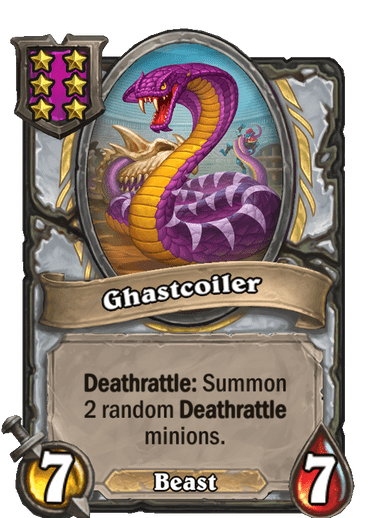 Ghastcoiler
Deathrattle: Summon
2 random Deathrattle
minions.
7
Beast
7